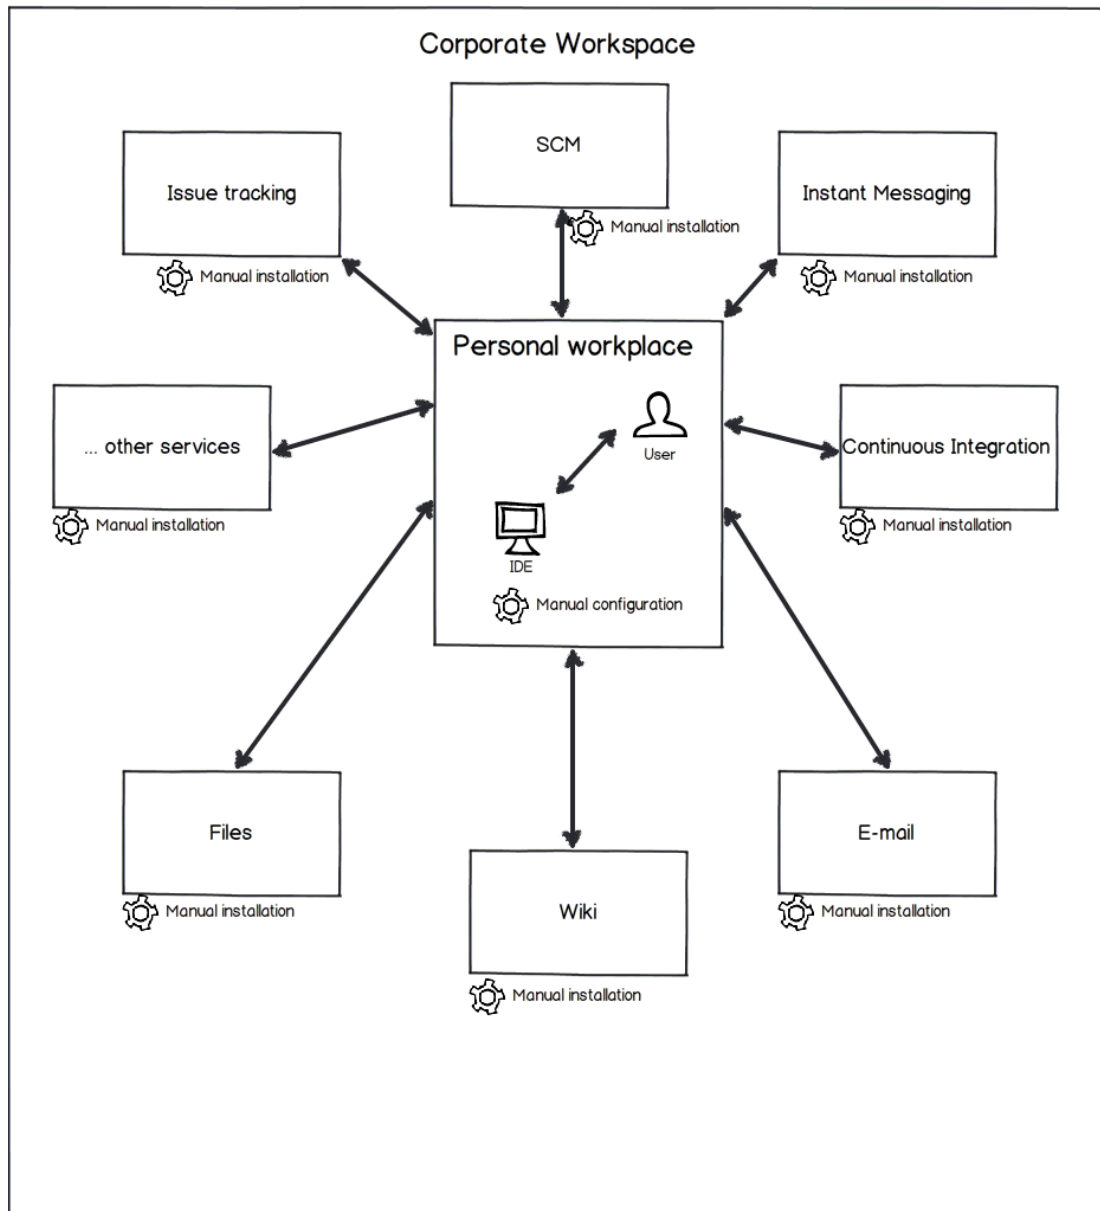 Corporate Workspace
SCM
Manual installation
Issue tracking
Manual installation
Instant Messaging
Manual installation
Personal workplace
User
IDE
Manual configuration
... other services
Manual installation
Continuous Integration
Manual installation
Files
Manual installation
Wiki
Manual installation
E-mail
Manual installation